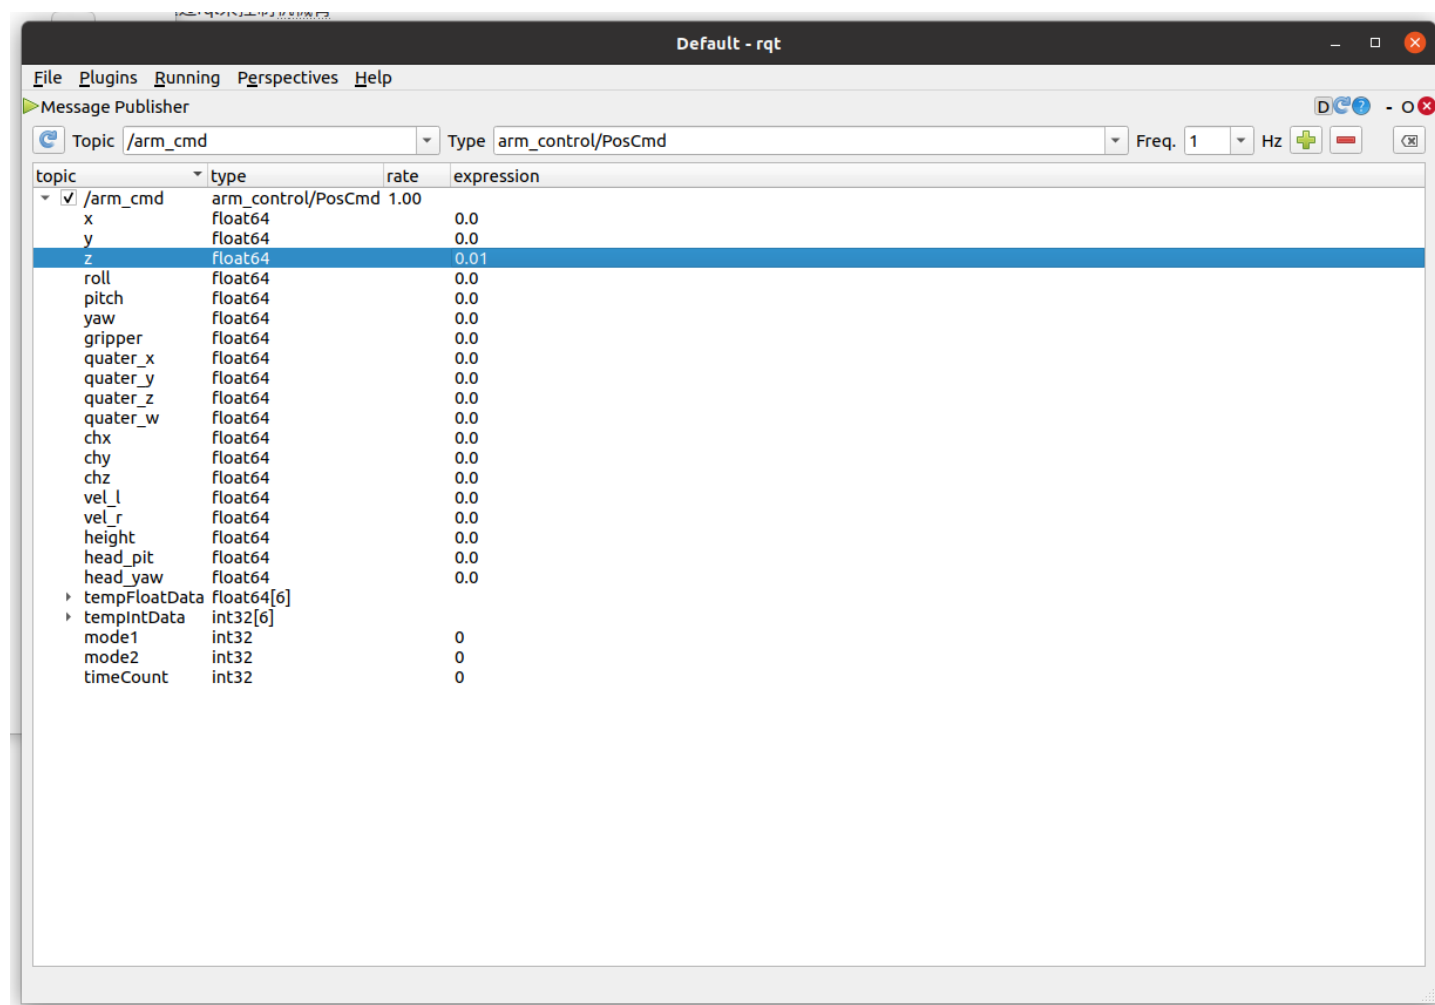 Default - rqt
File Plugins Running Perspectives Help
Message Publisher D ? - O
Topic /arm_cmd Type arm_control/PosCmd Freq. 1 Hz
topic type rate expression
/arm_cmd arm_control/PosCmd 1.00
x float64 0.0
y float64 0.0
z float64 0.01
roll float64 0.0
pitch float64 0.0
yaw float64 0.0
gripper float64 0.0
quater_x float64 0.0
quater_y float64 0.0
quater_z float64 0.0
quater_w float64 0.0
chx float64 0.0
chy float64 0.0
chz float64 0.0
vel_l float64 0.0
vel_r float64 0.0
height float64 0.0
head_pit float64 0.0
head_yaw float64 0.0
tempFloatData float64[6]
tempIntData int32[6]
mode1 int32 0
mode2 int32 0
timeCount int32 0